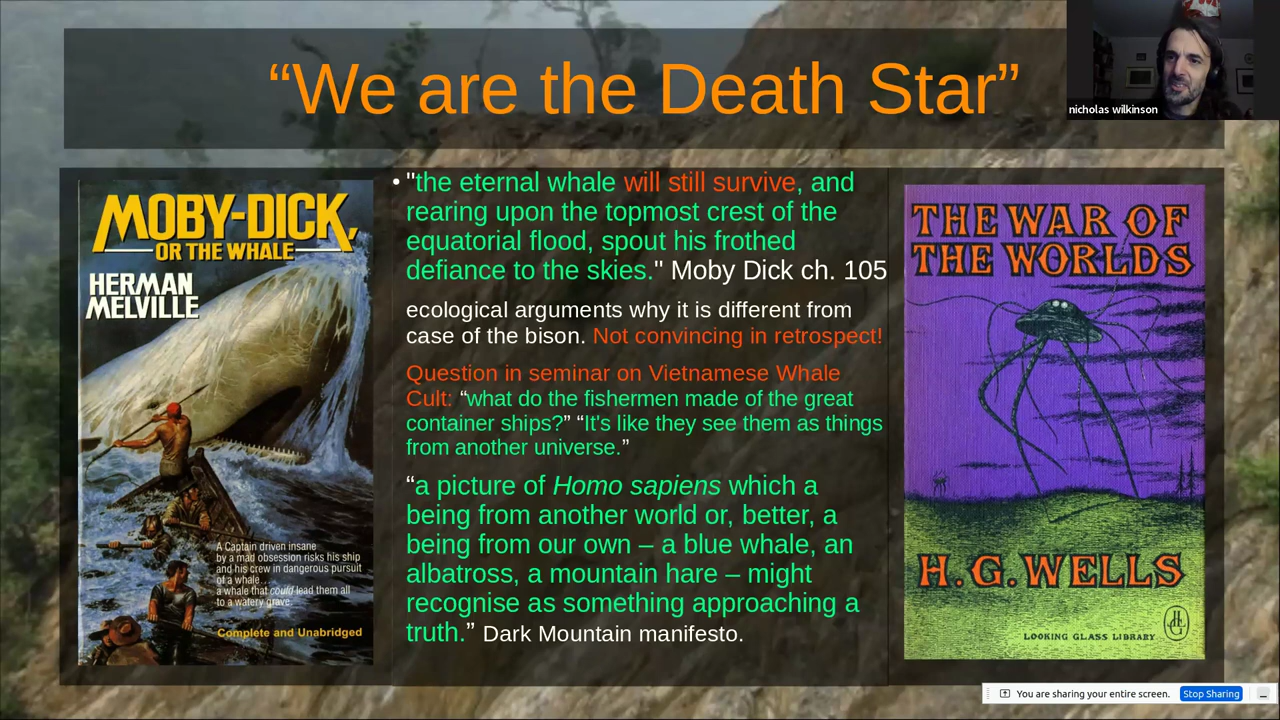 “We are the Death Star”
nicholas wilkinson
MOBY-DICK,
OR THE WHALE
HERMAN
MELVILLE
A Captain driven insane
by a mad obsession risks his ship
and his crew in dangerous pursuit
of a whale...
a whale that could lead them all
to a watery grave.
Complete and Unabridged
• "the eternal whale will still survive, and
rearing upon the topmost crest of the
equatorial flood, spout his frothed
defiance to the skies." Moby Dick ch. 105
ecological arguments why it is different from
case of the bison. Not convincing in retrospect!
Question in seminar on Vietnamese Whale
Cult: “what do the fishermen made of the great
container ships?” “It's like they see them as things
from another universe.”
“a picture of Homo sapiens which a
being from another world or, better, a
being from our own – a blue whale, an
albatross, a mountain hare – might
recognise as something approaching a
truth.” Dark Mountain manifesto.
THE WAR OF
THE WORLDS
H.G.WELLS
LOOKING GLASS LIBRARY
You are sharing your entire screen.
Stop Sharing